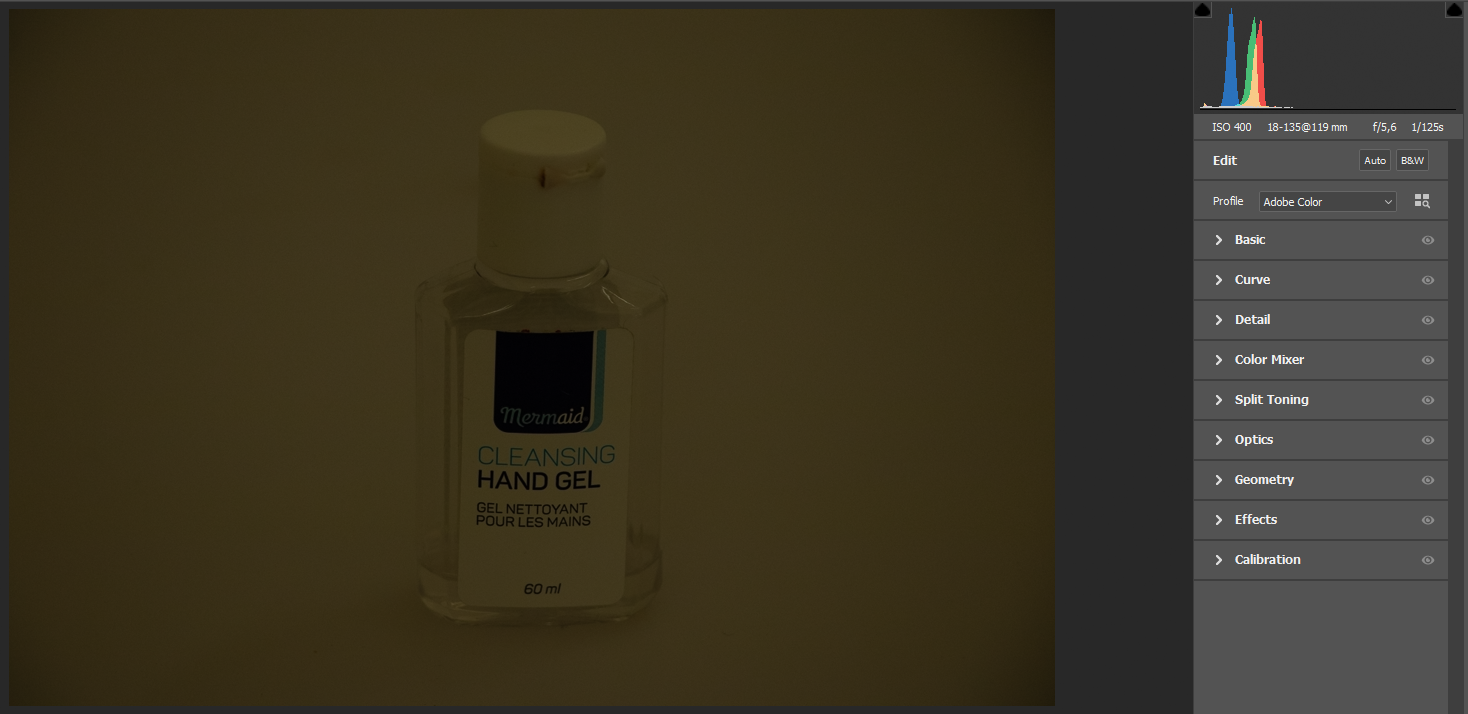 Mermaid
CLEANSING
HAND GEL
GEL NETTOYANT
POUR LES MAINS
60 ml
ISO 400 18-135@119 mm f/5,6 1/125s
Edit Auto B&W
Profile Adobe Color
Basic
Curve
Detail
Color Mixer
Split Toning
Optics
Geometry
Effects
Calibration